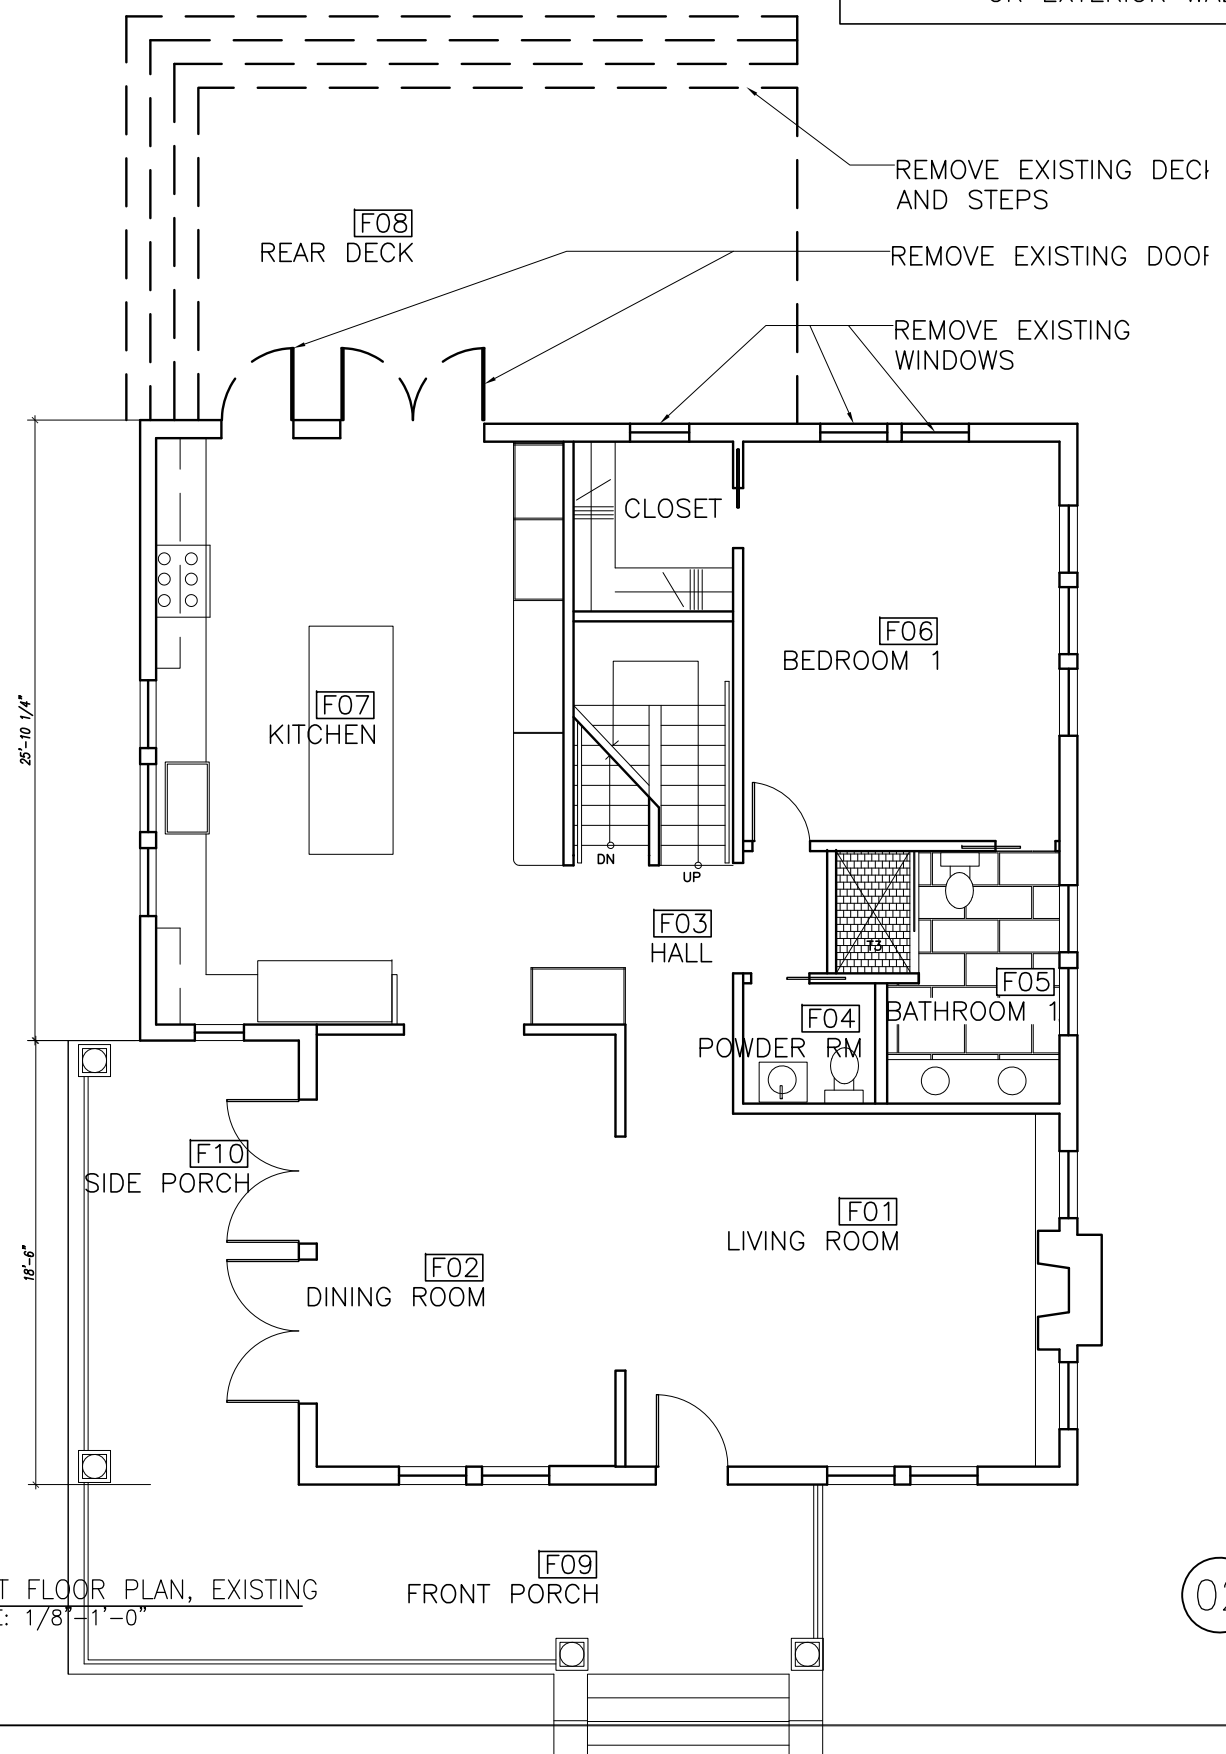 REMOVE EXISTING
AND STEPS
F08
REAR DECK
REMOVE EXISTING
REMOVE EXISTING
WINDOWS
CLOSET
F06
BEDROOM 1
F07
KITCHEN
25'-10 1/4"
DN
UP
F03
HALL
T3
F05
BATHROOM 1
F04
POWDER RM
F10
SIDE PORCH
F01
LIVING ROOM
18'-6"
F02
DINING ROOM
F09
FRONT PORCH
FLOOR PLAN, EXISTING
1/8"-1'-0"